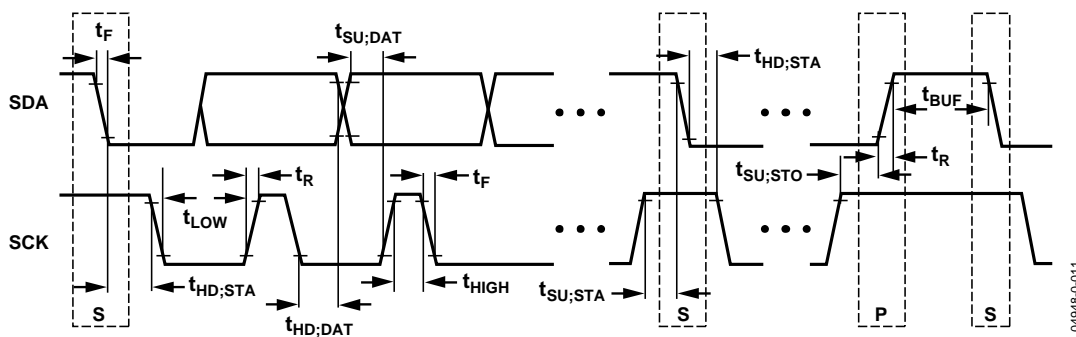 tF
tSU;DAT
tHD;STA
SDA
tBUF
tR
tF
tSU;STO
tR
tLOW
SCK
tHD;STA
tHIGH
tSU;STA
tHD;DAT
S
S
P
S
04948-0-011